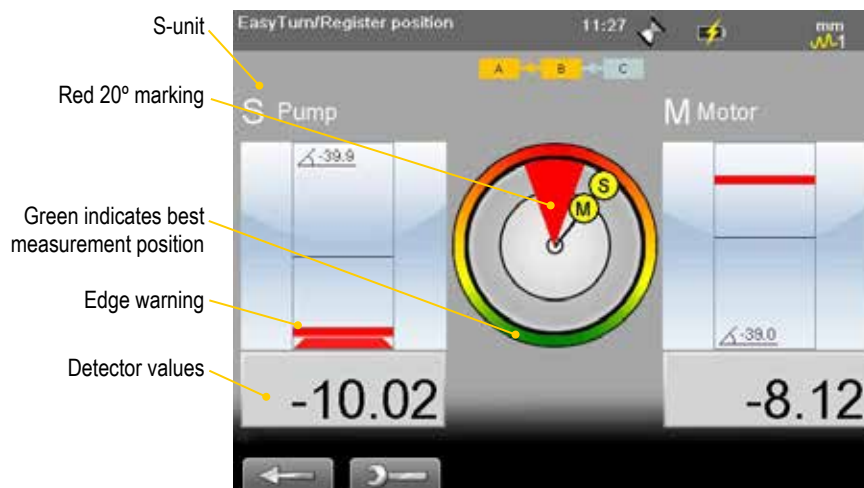 S-unit
Red 20º marking
Green indicates best
measurement position
Edge warning
Detector values
EasyTurn/Register position
11:27
mm
1
A
B
C
S Pump
M Motor
-39.9
S
M
-39.0
-10.02
-8.12